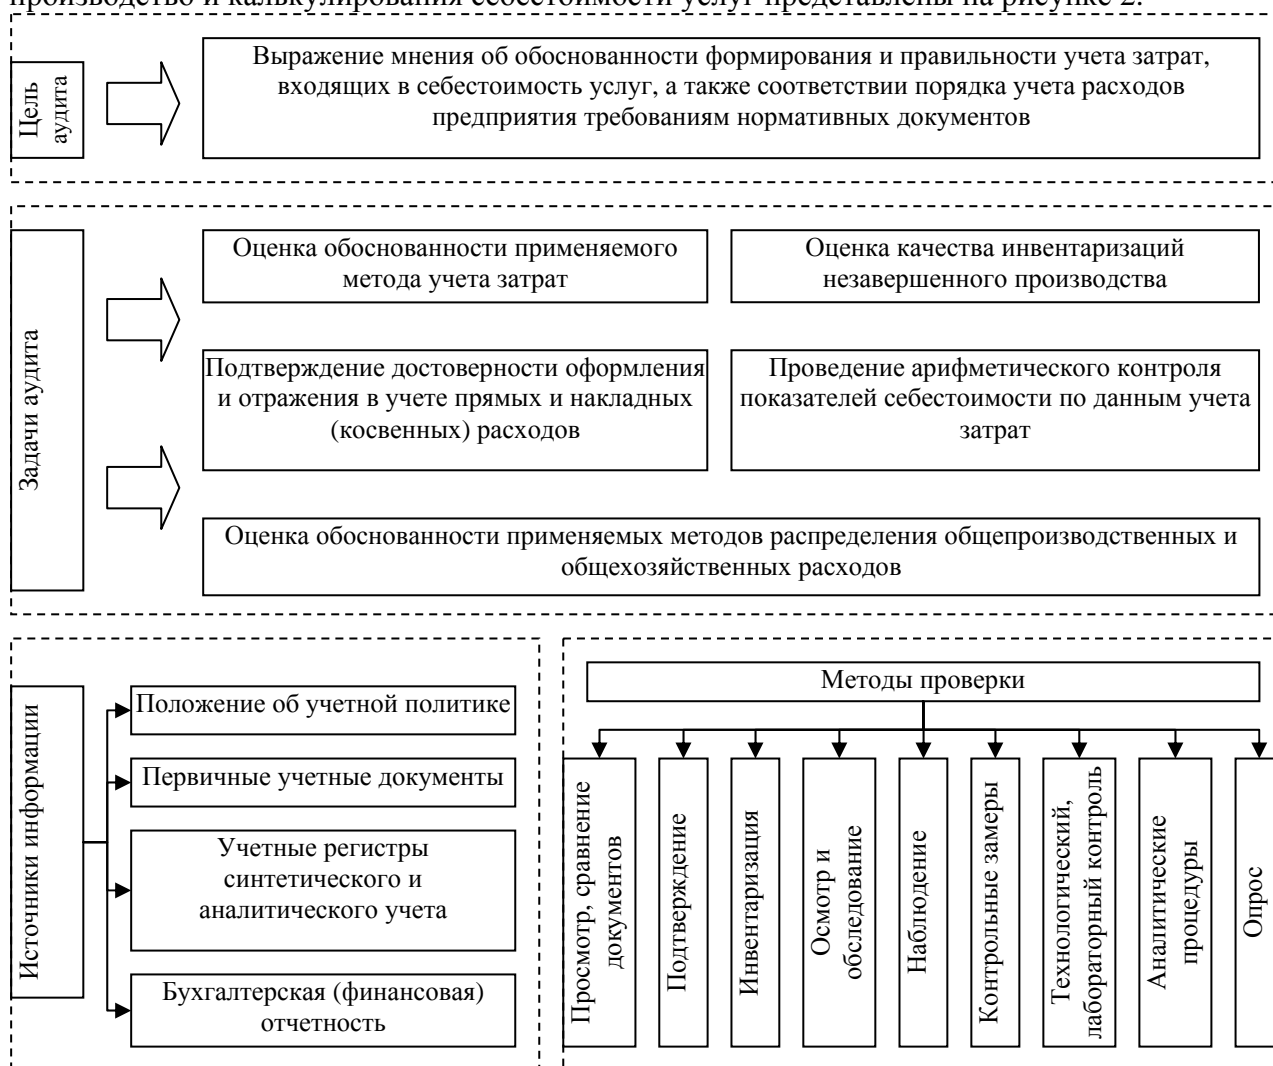 производство и калькулирования себестоимости услуг представлены на рисунке 2.
Цель
аудита
Выражение мнения об обоснованности формирования и правильности учета затрат,
входящих в себестоимость услуг, а также соответствии порядка учета расходов
предприятия требованиям нормативных документов
Задачи аудита
Оценка обоснованности применяемого
метода учета затрат
Оценка качества инвентаризаций
незавершенного производства
Подтверждение достоверности оформления
и отражения в учете прямых и накладных
(косвенных) расходов
Проведение арифметического контроля
показателей себестоимости по данным учета
затрат
Оценка обоснованности применяемых методов распределения общепроизводственных и
общехозяйственных расходов
Источники информации
Положение об учетной политике
Первичные учетные документы
Учетные регистры
синтетического и
аналитического учета
Бухгалтерская (финансовая)
отчетность
Методы проверки
Просмотр, сравнение
документов
Подтверждение
Инвентаризация
Осмотр и
обследование
Наблюдение
Контрольные замеры
Технологический,
лабораторный контроль
Аналитические
процедуры
Опрос